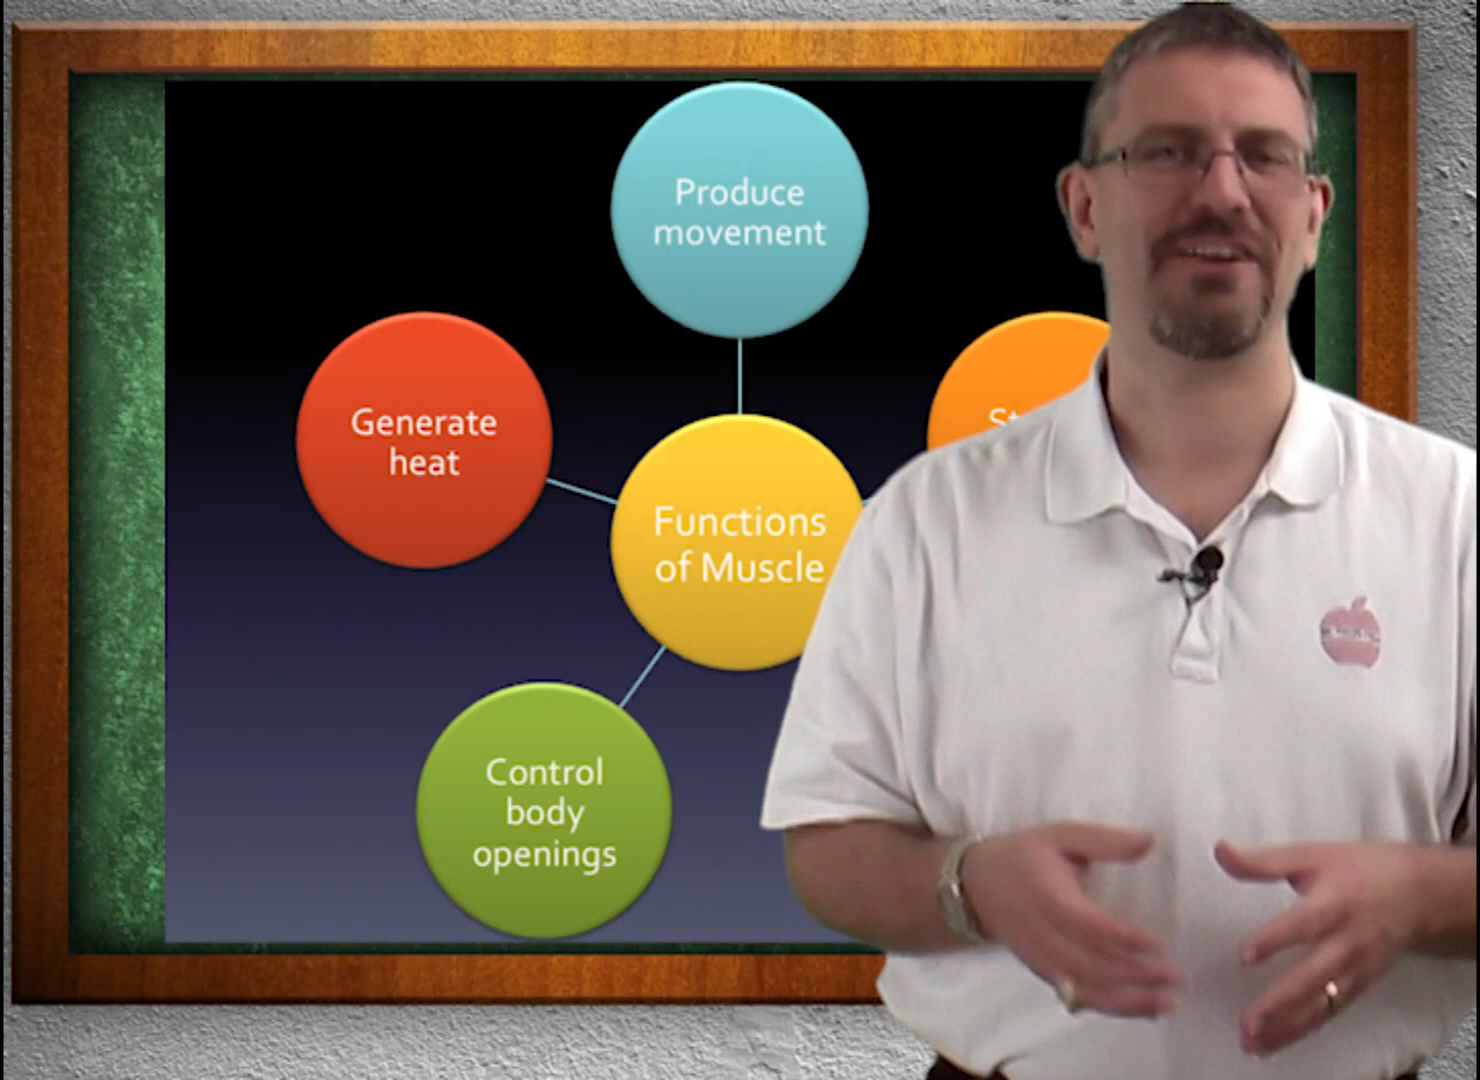 Produce
movement
Generate
heat
Functions
of Muscle
Control
body
openings